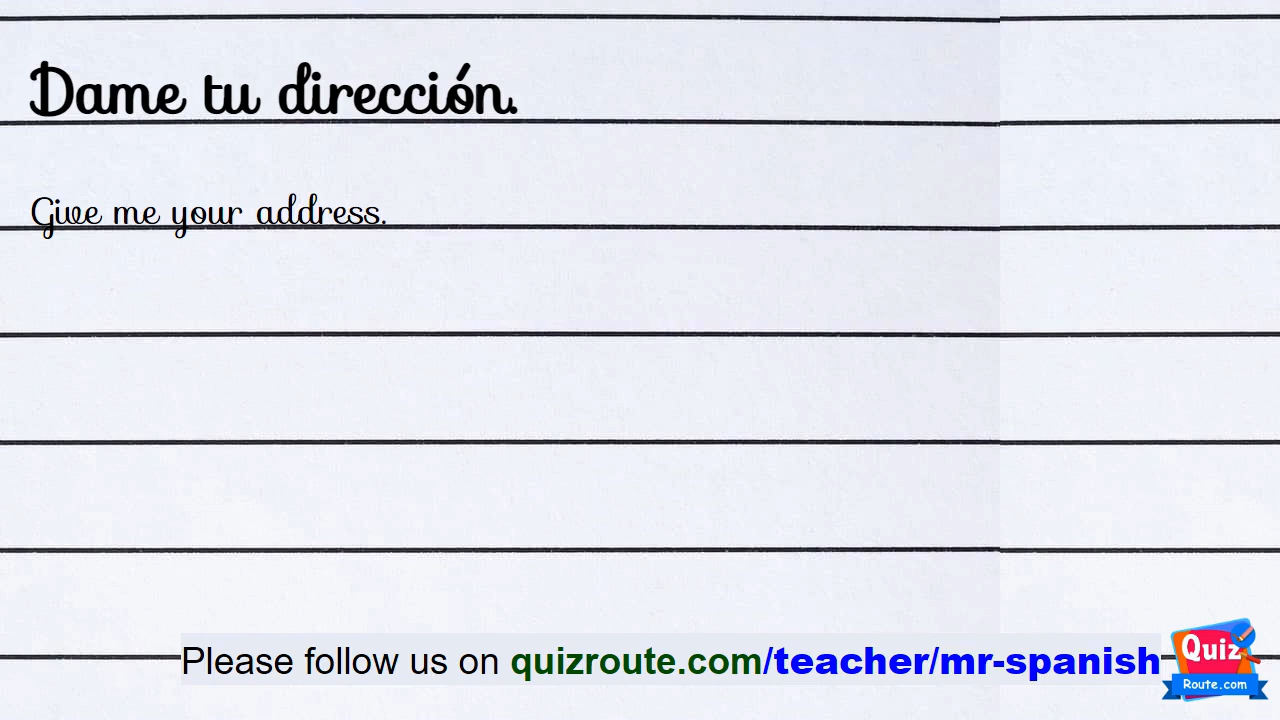 Dame tu dirección.
Give me your address.
Please follow us on quizroute.com/teacher/mr-spanish
Quiz
Route.com